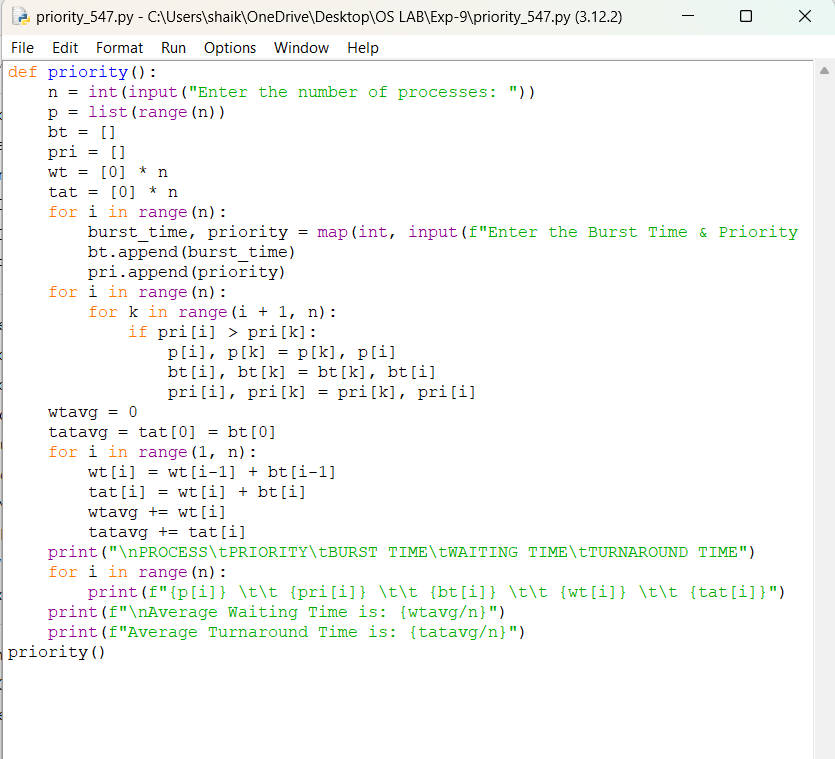 priority_547.py - C:\Users\shaik\OneDrive\Desktop\OS LAB\Exp-9\priority_547.py (3.12.2)
File Edit Format Run Options Window Help
def priority():
    n = int(input("Enter the number of processes: "))
    p = list(range(n))
    bt = []
    pri = []
    wt = [0] * n
    tat = [0] * n
    for i in range(n):
        burst_time, priority = map(int, input(f"Enter the Burst Time & Priority
        bt.append(burst_time)
        pri.append(priority)
    for i in range(n):
        for k in range(i + 1, n):
            if pri[i] > pri[k]:
                p[i], p[k] = p[k], p[i]
                bt[i], bt[k] = bt[k], bt[i]
                pri[i], pri[k] = pri[k], pri[i]
    wtavg = 0
    tatavg = tat[0] = bt[0]
    for i in range(1, n):
        wt[i] = wt[i-1] + bt[i-1]
        tat[i] = wt[i] + bt[i]
        wtavg += wt[i]
        tatavg += tat[i]
    print("\nPROCESS\tPRIORITY\tBURST TIME\tWAITING TIME\tTURNAROUND TIME")
    for i in range(n):
        print(f"{p[i]} \t\t {pri[i]} \t\t {bt[i]} \t\t {wt[i]} \t\t {tat[i]}")
    print(f"\nAverage Waiting Time is: {wtavg/n}")
    print(f"Average Turnaround Time is: {tatavg/n}")
priority()